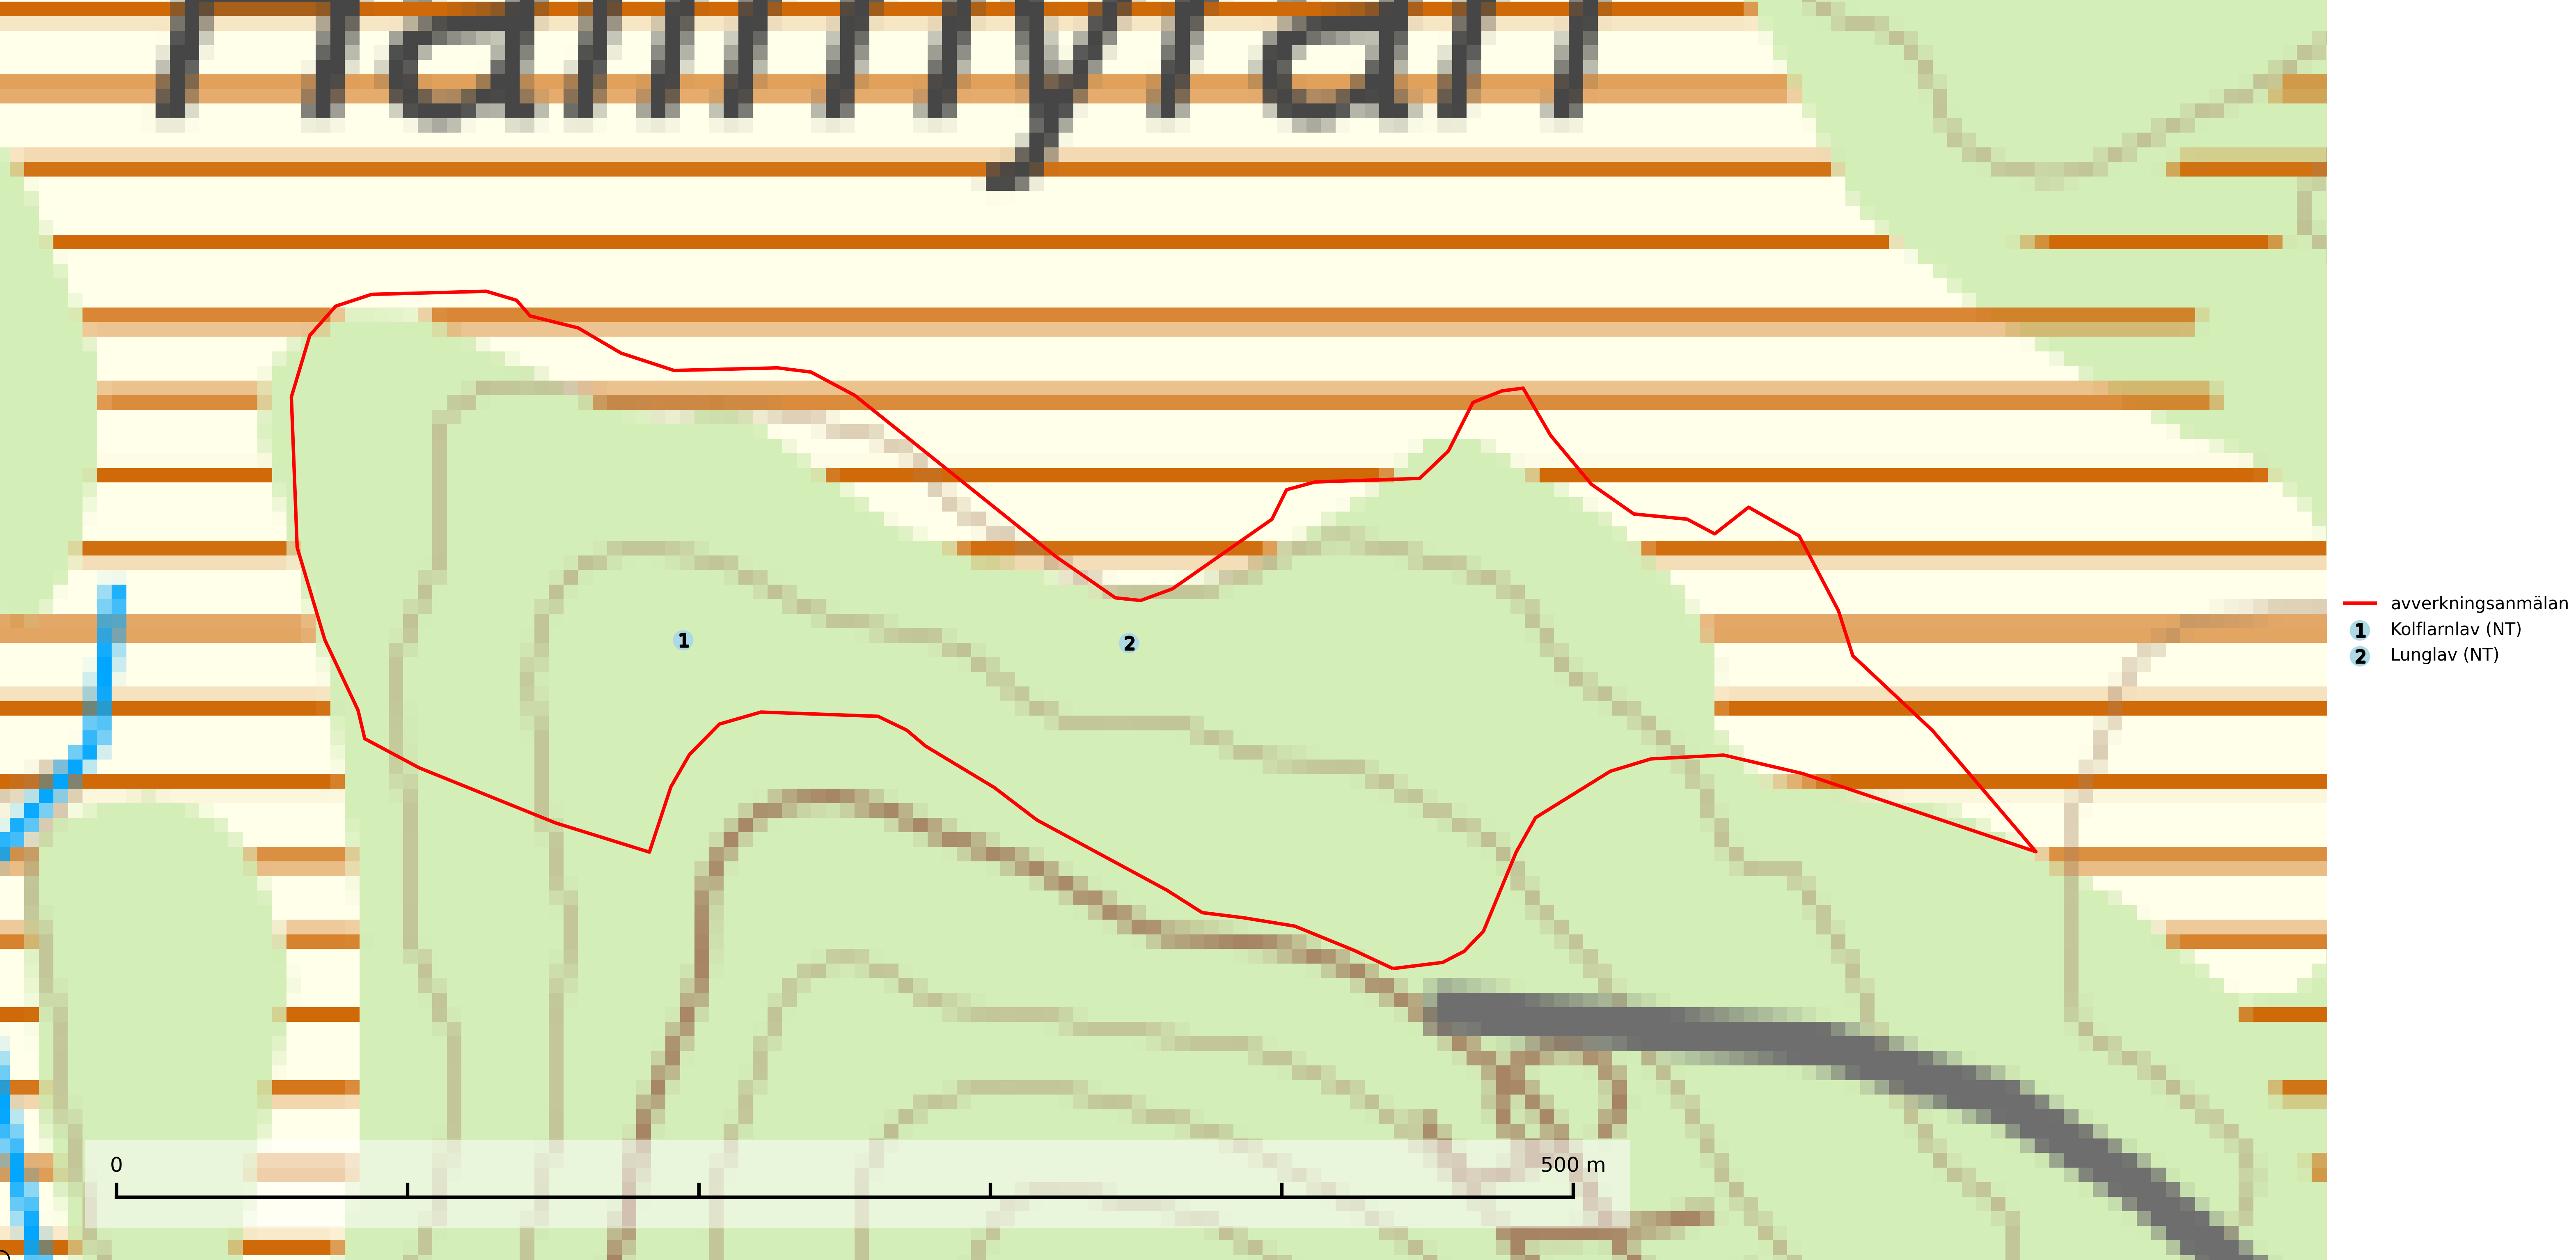 avverkningsanmälan
1 Kolflarnlav (NT)
2 Lunglav (NT)
1
2
0 500 m